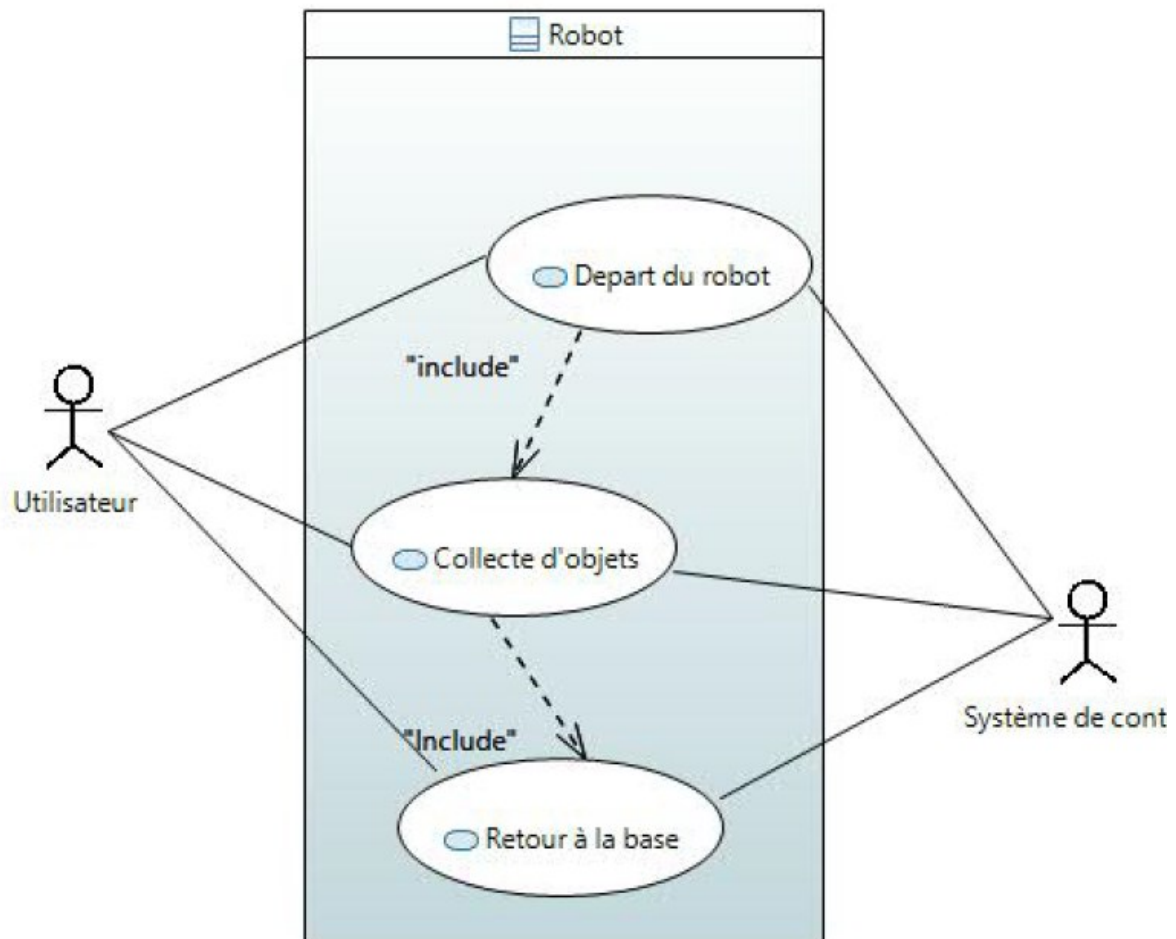 Robot
Depart du robot
"include"
Utilisateur
Collecte d'objets
Système de cont
"Include"
Retour à la base